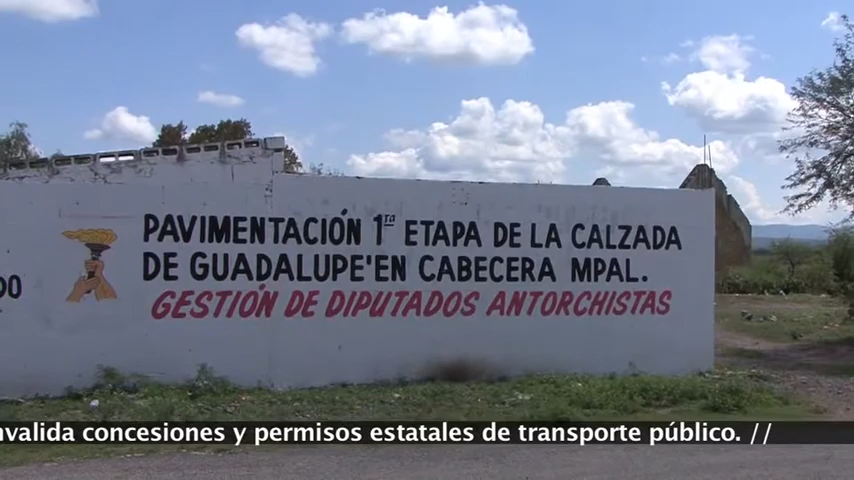 PAVIMENTACIÓN 1ra ETAPA DE LA CALZADA
DE GUADALUPE'EN CABECERA MPAL.
GESTIÓN DE DIPUTADOS ANTORCHISTAS
concesiones y permisos estatales de transporte público. //